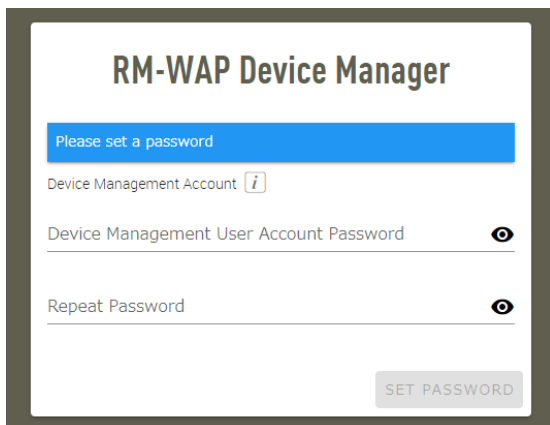 RM-WAP Device Manager
Please set a password
Device Management Account i
Device Management User Account Password
Repeat Password
SET PASSWORD